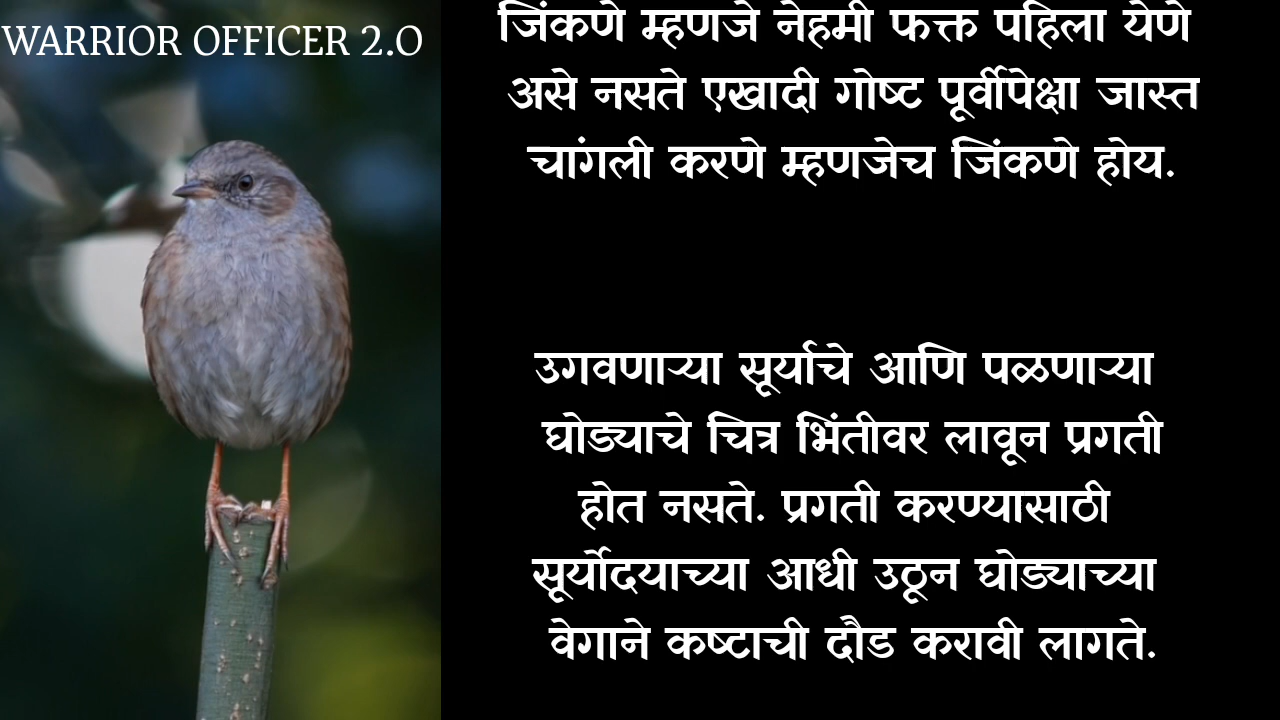 WARRIOR OFFICER 2.0
जिंकणे म्हणजे नेहमी फक्त पहिला येणे
असे नसते एखादी गोष्ट पूर्वीपेक्षा जास्त
चांगली करणे म्हणजेच जिंकणे होय.
उगवणाऱ्या सूर्याचे आणि पळणाऱ्या
घोड्याचे चित्र भिंतीवर लावून प्रगती
होत नसते. प्रगती करण्यासाठी
सूर्योदयाच्या आधी उठून घोड्याच्या
वेगाने कष्टाची दौड करावी लागते.